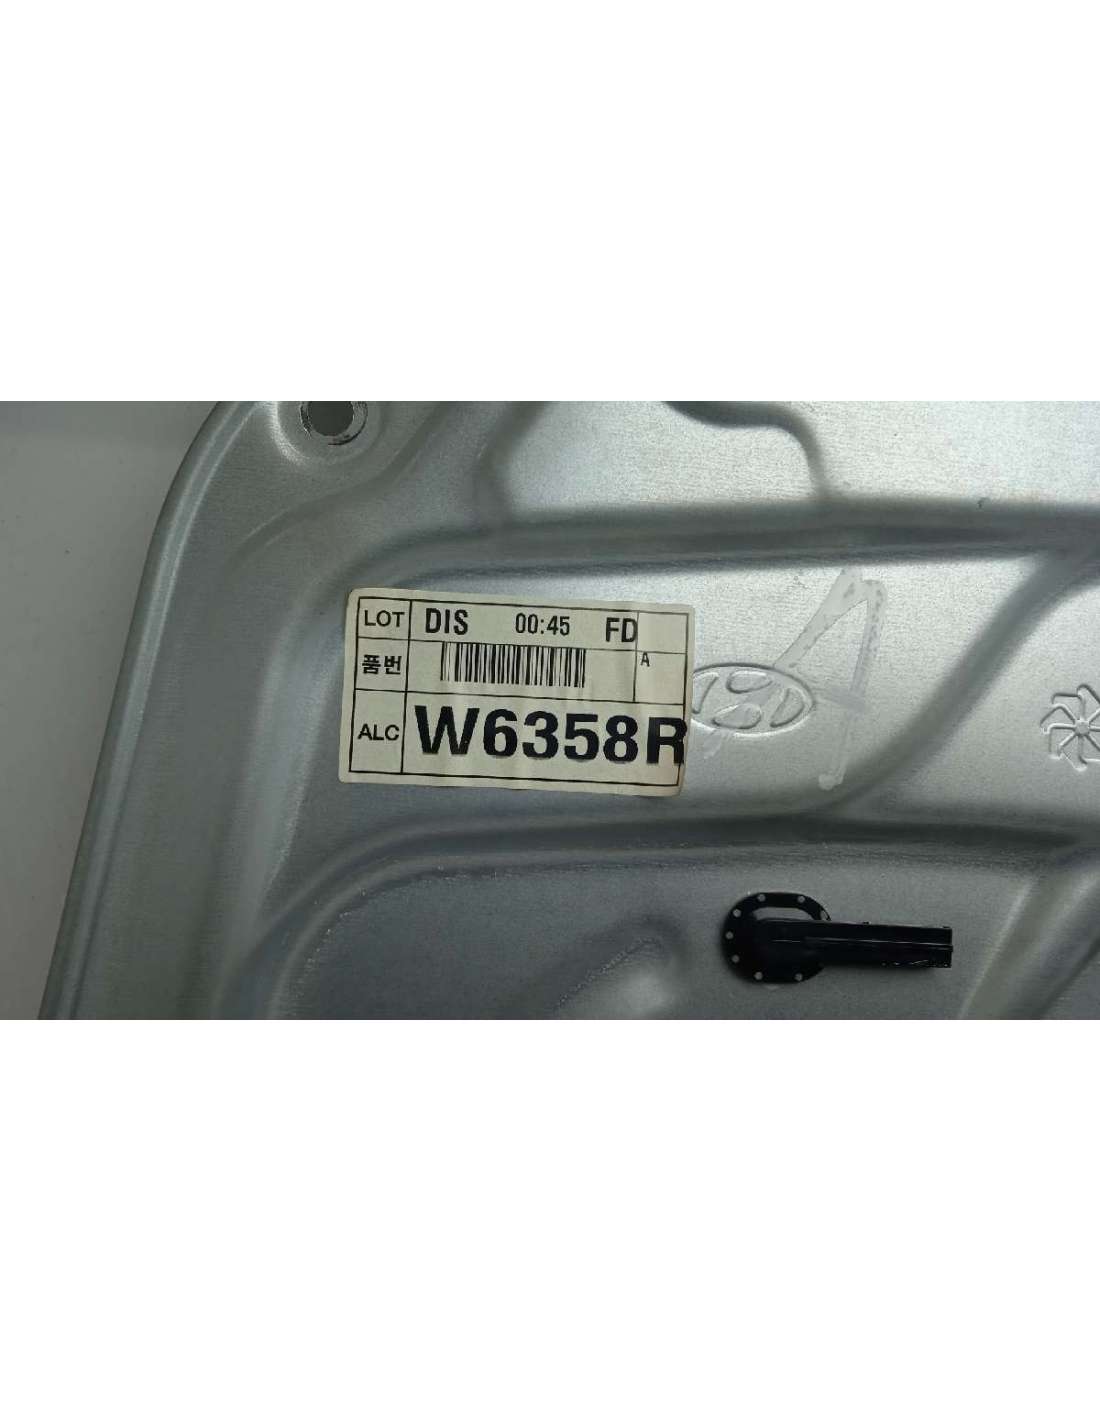 LOT DIS 00:45 FD
품번 A
ALC W6358R